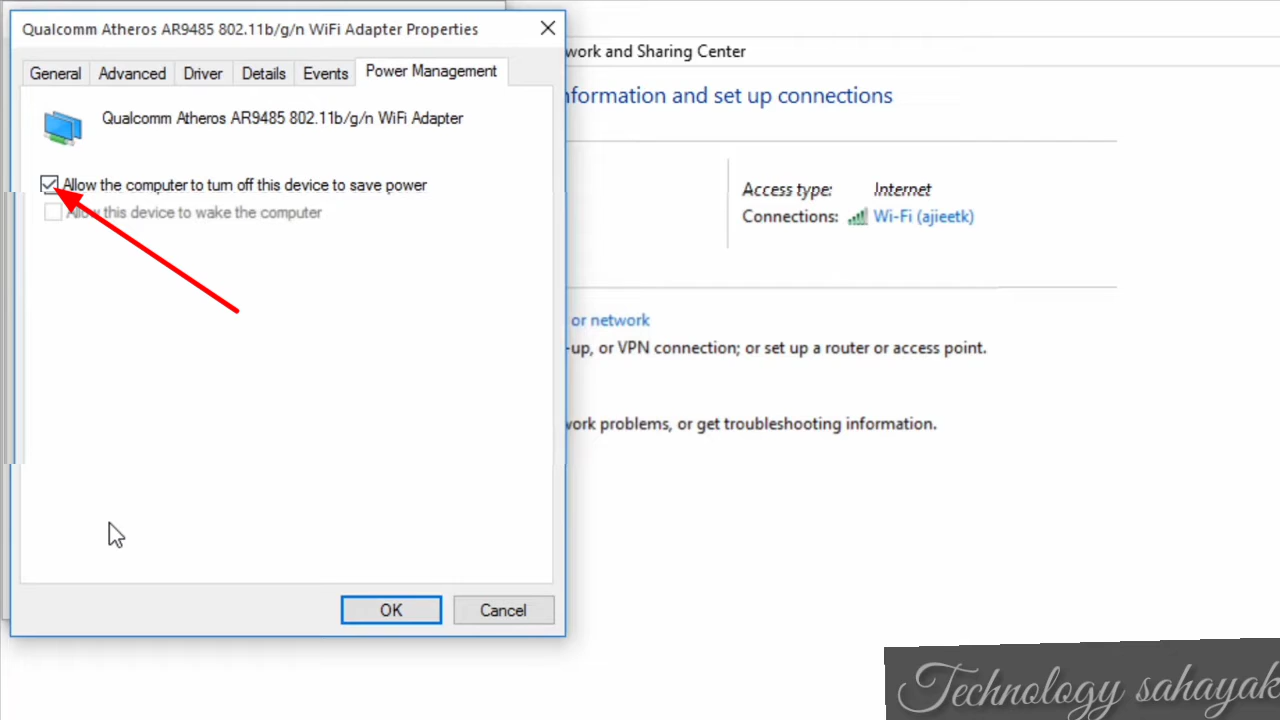 Qualcomm Atheros AR9485 802.11b/g/n WiFi Adapter Properties
General Advanced Driver Details Events Power Management
Qualcomm Atheros AR9485 802.11b/g/n WiFi Adapter
Allow the computer to turn off this device to save power
Allow this device to wake the computer
OK Cancel
work and Sharing Center
nformation and set up connections
Access type: Internet
Connections: Wi-Fi (ajieetk)
or network
-up, or VPN connection; or set up a router or access point.
work problems, or get troubleshooting information.
Technology sahayak